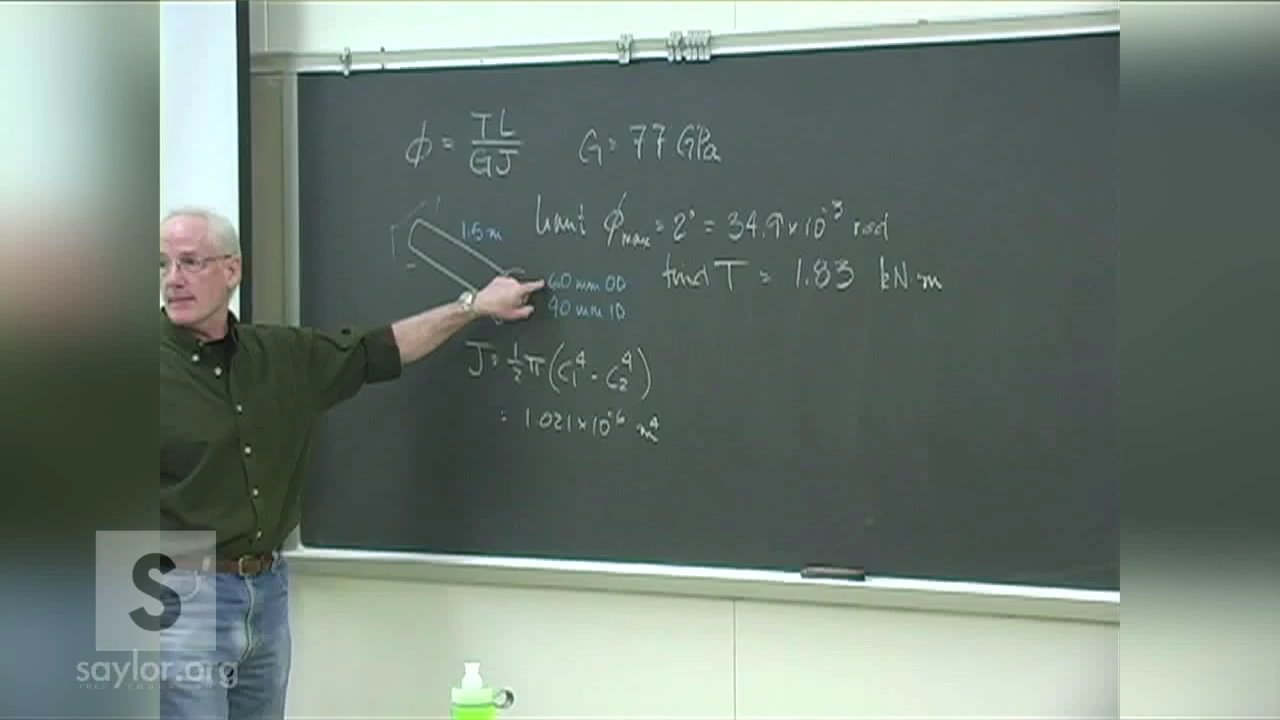 ϕ = TL/GJ G = 77 GPa
1.5 m
Want ϕmax = 2° = 34.9×10⁻³ rad
60 mm OD
find T = 1.83 kN·m
40 mm ID
J = ½π(c₁⁴ - c₂⁴)
= 1.021×10⁻⁶ m⁴
S
saylor.org